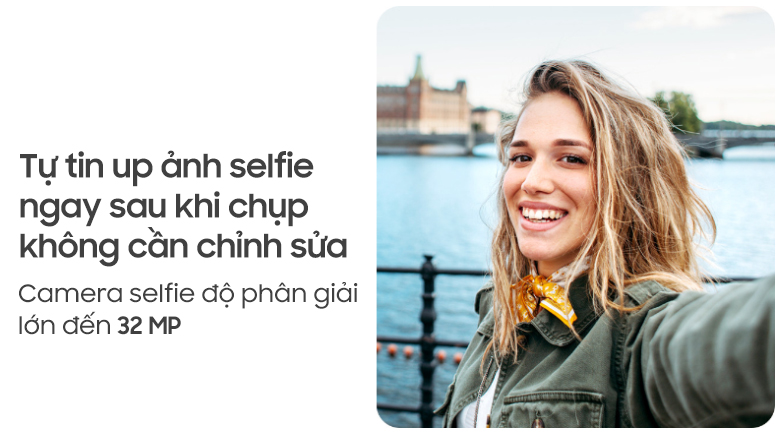 Tự tin up ảnh selfie
ngay sau khi chụp
không cần chỉnh sửa
Camera selfie độ phân giải
lớn đến 32 MP